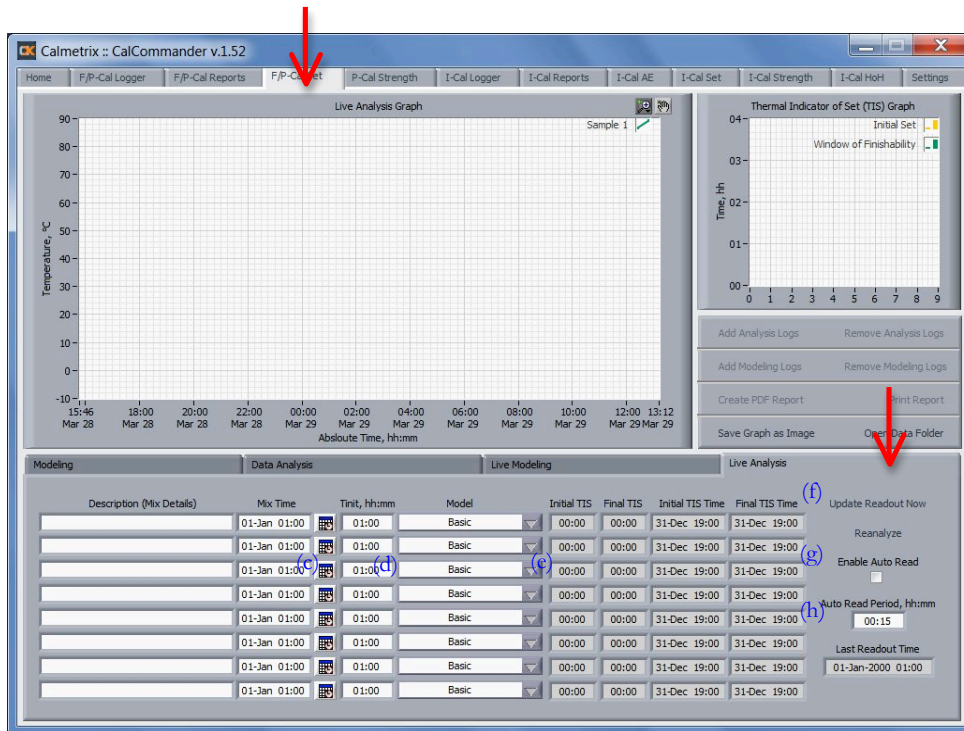 Calmetrix :: CalCommander v.1.52
Home F/P-Cal Logger F/P-Cal Reports F/P-Cal Set P-Cal Strength I-Cal Logger I-Cal Reports I-Cal AE I-Cal Set I-Cal Strength I-Cal HoH Settings
Live Analysis Graph
Sample 1
Temperature, ºC
90
80
70
60
50
40
30
20
10
0
-10
15:46 18:00 20:00 22:00 00:00 02:00 04:00 06:00 08:00 10:00 12:00 13:12
Mar 28 Mar 28 Mar 28 Mar 28 Mar 29 Mar 29 Mar 29 Mar 29 Mar 29 Mar 29 Mar 29 Mar 29
Absloute Time, hh:mm
Thermal Indicator of Set (TIS) Graph
Initial Set
Window of Finishability
Time, hh
04
03
02
01
00
0 1 2 3 4 5 6 7 8 9
Add Analysis Logs Remove Analysis Logs
Add Modeling Logs Remove Modeling Logs
Create PDF Report Print Report
Save Graph as Image Open Data Folder
Modeling Data Analysis Live Modeling Live Analysis
Description (Mix Details) Mix Time Tinit, hh:mm Model Initial TIS Final TIS Initial TIS Time Final TIS Time
01-Jan 01:00 01:00 Basic 00:00 00:00 31-Dec 19:00 31-Dec 19:00
01-Jan 01:00 01:00 Basic 00:00 00:00 31-Dec 19:00 31-Dec 19:00
01-Jan 01:00 (c) 01:00 (d) Basic (e) 00:00 00:00 31-Dec 19:00 31-Dec 19:00
01-Jan 01:00 01:00 Basic 00:00 00:00 31-Dec 19:00 31-Dec 19:00
01-Jan 01:00 01:00 Basic 00:00 00:00 31-Dec 19:00 31-Dec 19:00
01-Jan 01:00 01:00 Basic 00:00 00:00 31-Dec 19:00 31-Dec 19:00
01-Jan 01:00 01:00 Basic 00:00 00:00 31-Dec 19:00 31-Dec 19:00
01-Jan 01:00 01:00 Basic 00:00 00:00 31-Dec 19:00 31-Dec 19:00
(f) Update Readout Now
Reanalyze
(g) Enable Auto Read
(h) Auto Read Period, hh:mm
00:15
Last Readout Time
01-Jan-2000 01:00